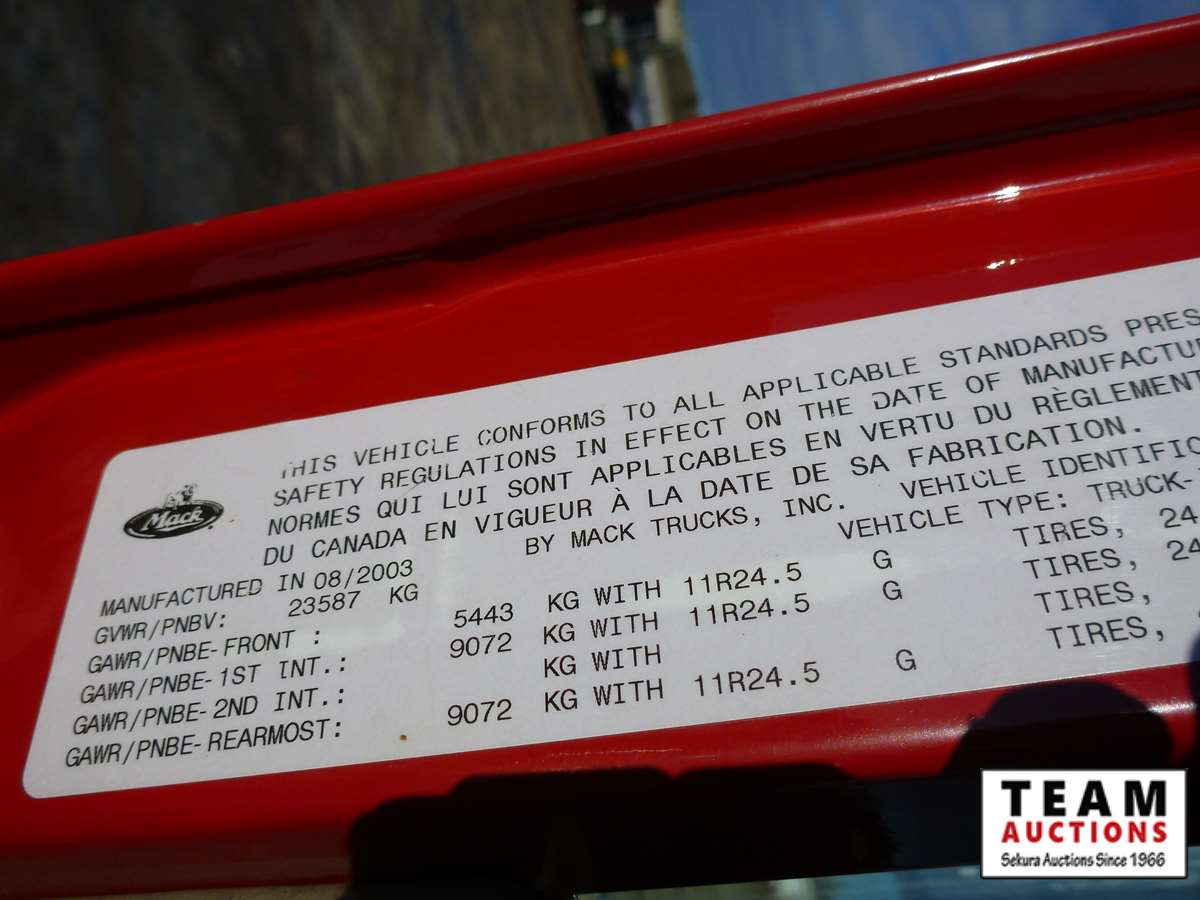 THIS VEHICLE CONFORMS TO ALL APPLICABLE STANDARDS PRES
SAFETY REGULATIONS IN EFFECT ON THE DATE OF MANUFACTU
NORMES QUI LUI SONT APPLICABLES EN VERTU DU RÈGLEMENT
DU CANADA EN VIGUEUR À LA DATE DE SA FABRICATION.
Mack
MANUFACTURED IN 08/2003 BY MACK TRUCKS, INC. VEHICLE IDENTIFIC
GVWR/PNBV: 23587 KG VEHICLE TYPE: TRUCK-
GAWR/PNBE-FRONT : 5443 KG WITH 11R24.5 G TIRES, 24
GAWR/PNBE-1ST INT.: 9072 KG WITH 11R24.5 G TIRES, 24
GAWR/PNBE-2ND INT.: KG WITH TIRES,
GAWR/PNBE-REARMOST: 9072 KG WITH 11R24.5 G TIRES,
TEAM
AUCTIONS
Sekura Auctions Since 1966